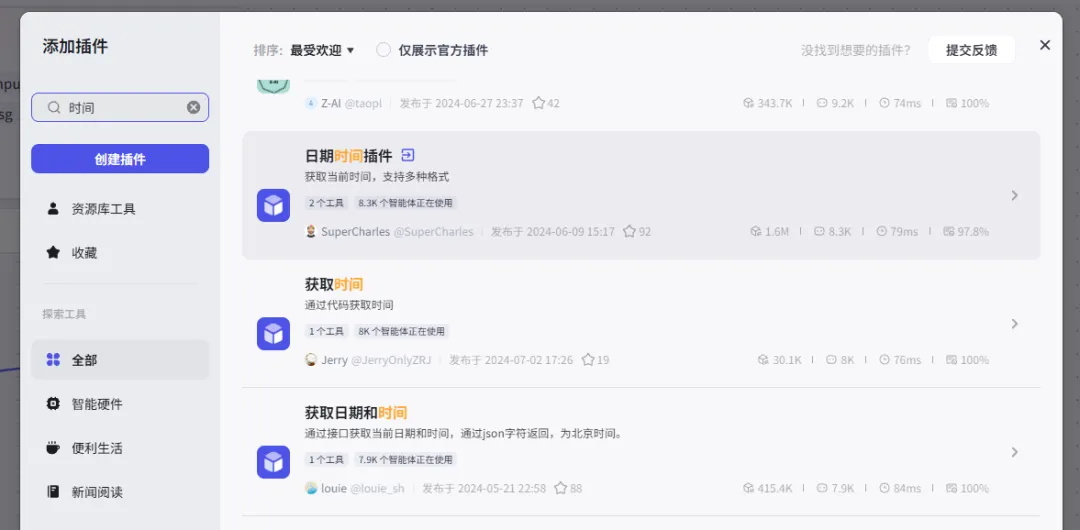 添加插件
时间
创建插件
资源库工具
收藏
探索工具
全部
智能硬件
便利生活
新闻阅读
排序: 最受欢迎 仅展示官方插件 没找到想要的插件? 提交反馈
Z-AI @taopl 发布于 2024-06-27 23:37 42 343.7K 9.2K 74ms 100%
日期时间插件
获取当前时间，支持多种格式
2个工具 8.3K 个智能体正在使用
SuperCharles @SuperCharles 发布于 2024-06-09 15:17 92 1.6M 8.3K 79ms 97.8%
获取时间
通过代码获取时间
1个工具 8K 个智能体正在使用
Jerry @JerryOnlyZRJ 发布于 2024-07-02 17:26 19 30.1K 8K 76ms 100%
获取日期和时间
通过接口获取当前日期和时间，通过json字符返回，为北京时间。
1个工具 7.9K 个智能体正在使用
louie @louie_sh 发布于 2024-05-21 22:58 88 415.4K 7.9K 84ms 100%